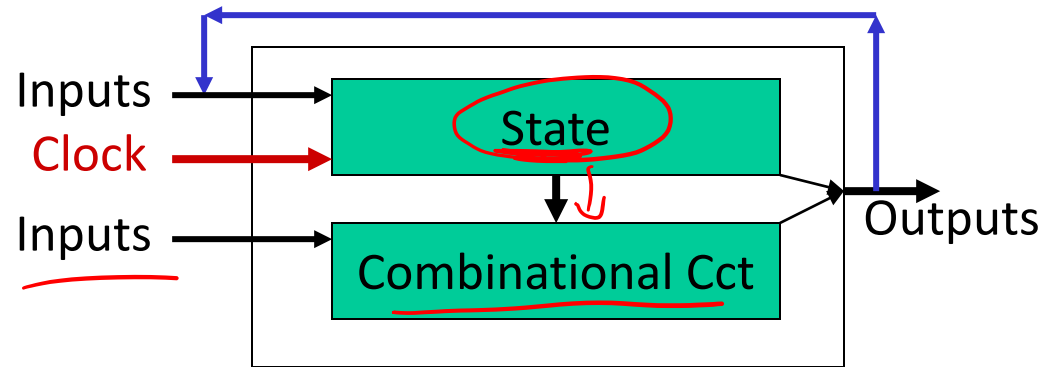 Inputs
State
Clock
Inputs
Outputs
Combinational Cct